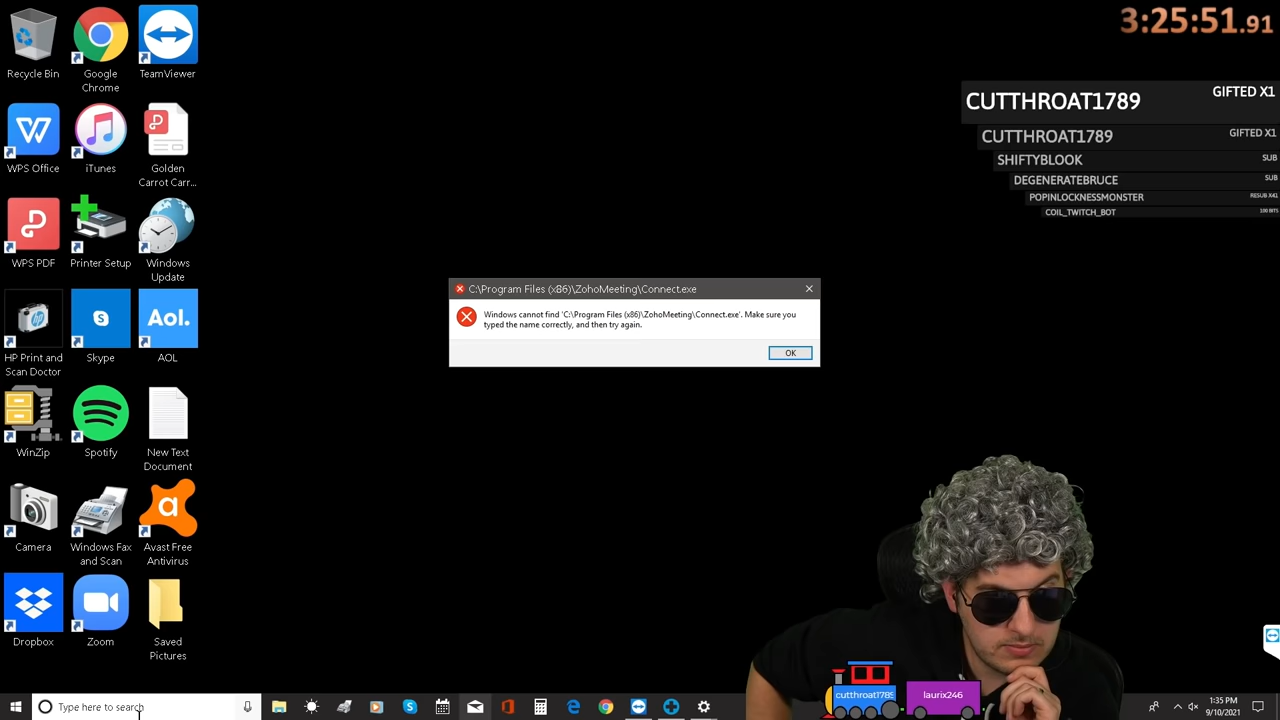 3:25:51.91
CUTTHROAT1789 GIFTED X1
CUTTHROAT1789 GIFTED X1
SHIFTYBLOOK SUB
DEGENERATEBRUCE SUB
POPINLOCKNESSMONSTER RESUB X41
COIL_TWITCH_BOT 100 BITS
Recycle Bin
Google
Chrome
TeamViewer
WPS Office
iTunes
Golden
Carrot Carr...
WPS PDF
Printer Setup
Windows
Update
HP Print and
Scan Doctor
Skype
Aol.
AOL
WinZip
Spotify
New Text
Document
Camera
Windows Fax
and Scan
Avast Free
Antivirus
Dropbox
Zoom
Saved
Pictures
C:\Program Files (x86)\ZohoMeeting\Connect.exe
Windows cannot find 'C:\Program Files (x86)\ZohoMeeting\Connect.exe'. Make sure you
typed the name correctly, and then try again.
OK
cutthroat1789
laurix246
Type here to search
1:35 PM
9/10/2021